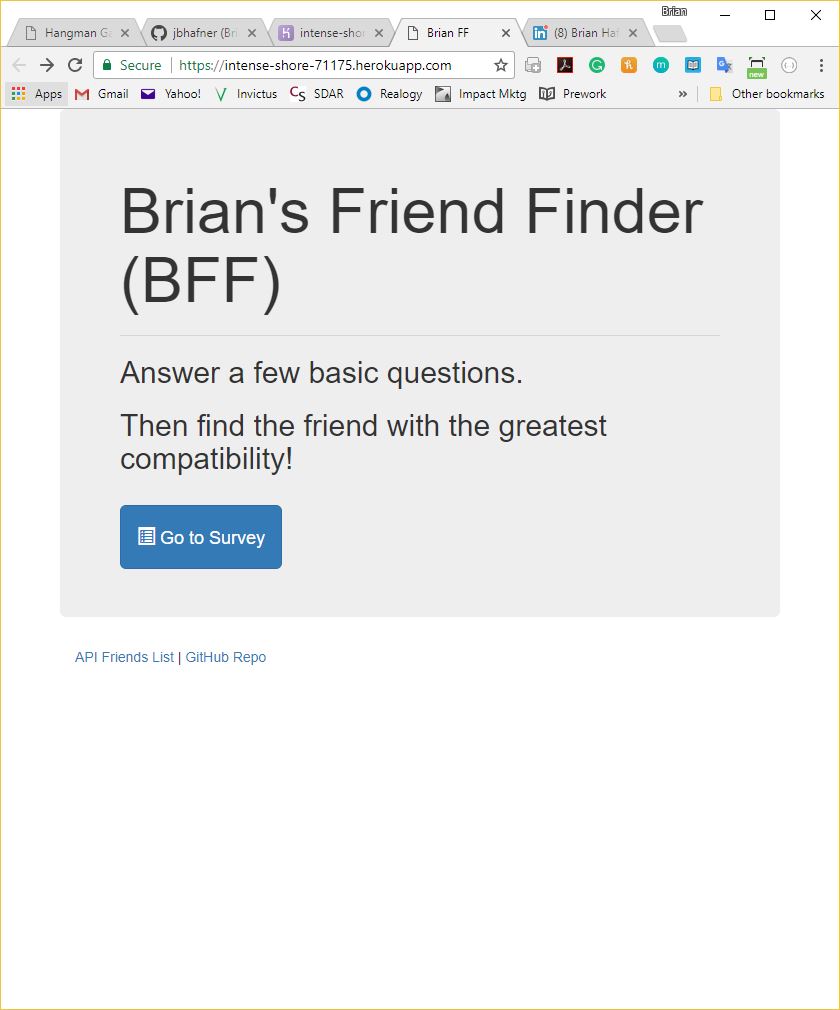 Brian
Hangman Ga
jbhafner (Bri
intense-shor
Brian FF
(8) Brian Haf
Secure
https://intense-shore-71175.herokuapp.com
new
Apps
Gmail
Yahoo!
Invictus
SDAR
Realogy
Impact Mktg
Prework
»
Other bookmarks
Brian's Friend Finder
(BFF)
Answer a few basic questions.
Then find the friend with the greatest
compatibility!
Go to Survey
API Friends List | GitHub Repo